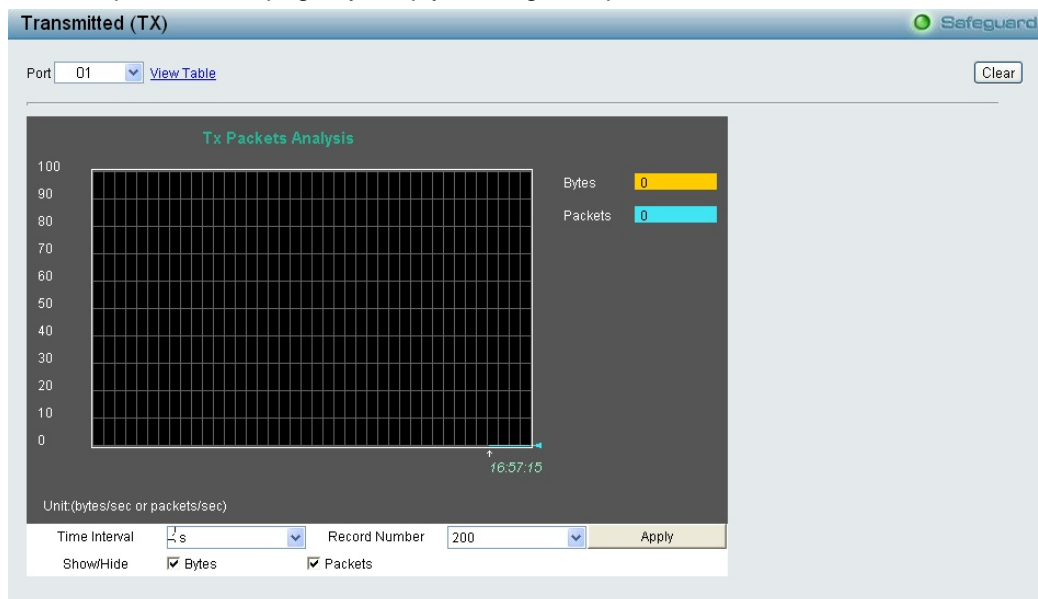 Transmitted (TX)
Safeguard
Port 01 View Table
Clear
Tx Packets Analysis
100
90
80
70
60
50
40
30
20
10
0
Bytes 0
Packets 0
16:57:15
Unit:(bytes/sec or packets/sec)
Time Interval s Record Number 200 Apply
Show/Hide Bytes Packets